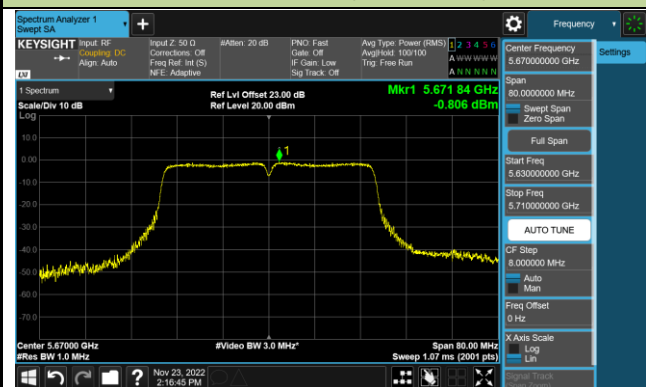 Spectrum Analyzer 1
Swept SA
Frequency
KEYSIGHT
Input: RF
Coupling: DC
Align: Auto
Input Z: 50 Ω
Corrections: Off
Freq Ref: Int (S)
NFE: Adaptive
#Atten: 20 dB
PNO: Fast
Gate: Off
IF Gain: Low
Sig Track: Off
Avg Type: Power (RMS)
Avg|Hold: 100/100
Trig: Free Run
1 2 3 4 5 6
A W W W W W
A N N N N N
LXI
1 Spectrum
Scale/Div 10 dB
Log
Ref Lvl Offset 23.00 dB
Ref Level 20.00 dBm
Mkr1 5.671 84 GHz
-0.806 dBm
1
10.0
0.00
-10.0
-20.0
-30.0
-40.0
-50.0
-60.0
-70.0
Center 5.67000 GHz
#Res BW 1.0 MHz
#Video BW 3.0 MHz*
Span 80.00 MHz
Sweep 1.07 ms (2001 pts)
Nov 23, 2022
2:16:45 PM
Center Frequency
5.670000000 GHz
Span
80.0000000 MHz
Swept Span
Zero Span
Full Span
Start Freq
5.630000000 GHz
Stop Freq
5.710000000 GHz
AUTO TUNE
CF Step
8.000000 MHz
Auto
Man
Freq Offset
0 Hz
X Axis Scale
Log
Lin
Signal Track
(Span Zoom)
Settings